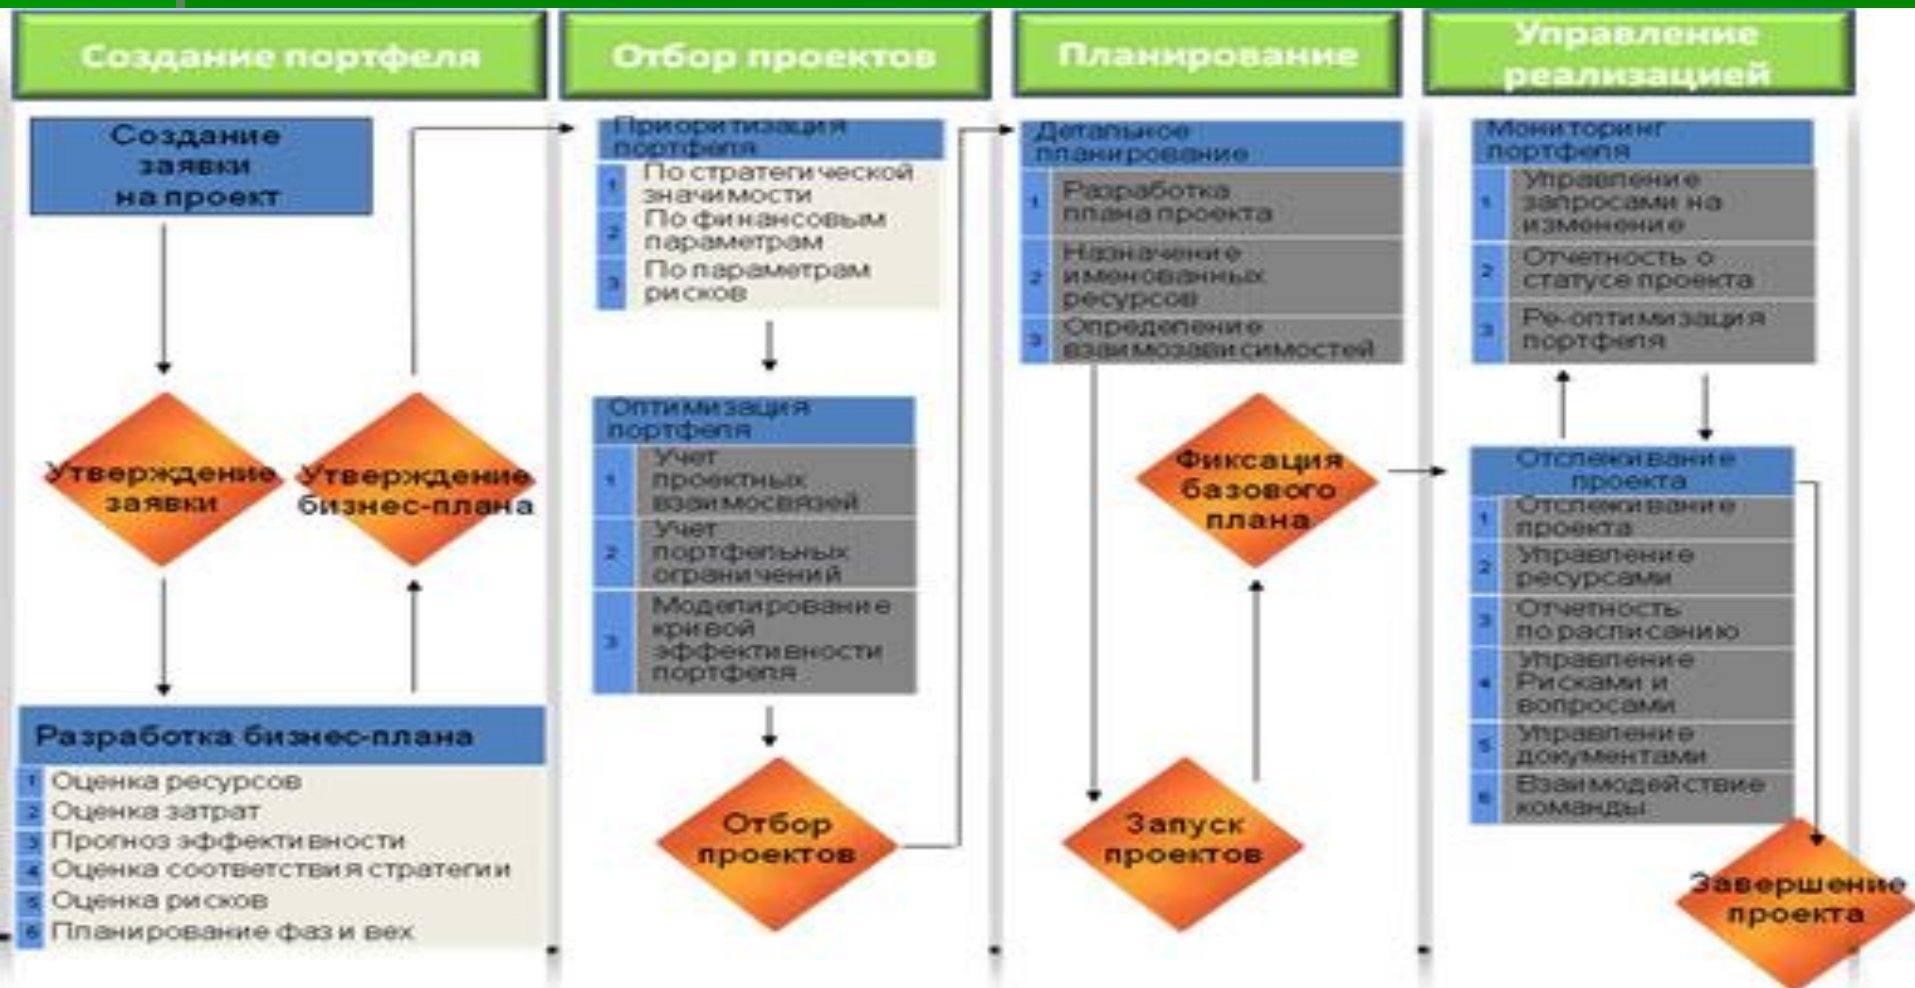 Создание портфеля
Отбор проектов
Планирование
Управление
реализацией
Создание
заявки
на проект
Утверждение
заявки
Утверждение
бизнес-плана
Разработка бизнес-плана
1 Оценка ресурсов
2 Оценка затрат
3 Прогноз эффективности
4 Оценка соответствия стратегии
5 Оценка рисков
6 Планирование фаз и вех
Приоритизация
портфеля
1 По стратегической
значимости
2 По финансовым
параметрам
3 По параметрам
рисков
Оптимизация
портфеля
1 Учет
проектных
взаимосвязей
2 Учет
портфельных
ограничений
3 Моделирование
кривой
эффективности
портфеля
Отбор
проектов
Детальное
планирование
1 Разработка
плана проекта
2 Назначение
именованных
ресурсов
3 Определение
взаимозависимостей
Фиксация
базового
плана
Запуск
проектов
Мониторинг
портфеля
1 Управление
запросами на
изменение
2 Отчетность о
статусе проекта
3 Ре-оптимизация
портфеля
Отслеживание
проекта
1 Отслеживание
проекта
2 Управление
ресурсами
3 Отчетность
по расписанию
4 Управление
Рисками и
вопросами
5 Управление
документами
6 Взаимодействие
команды
Завершение
проекта